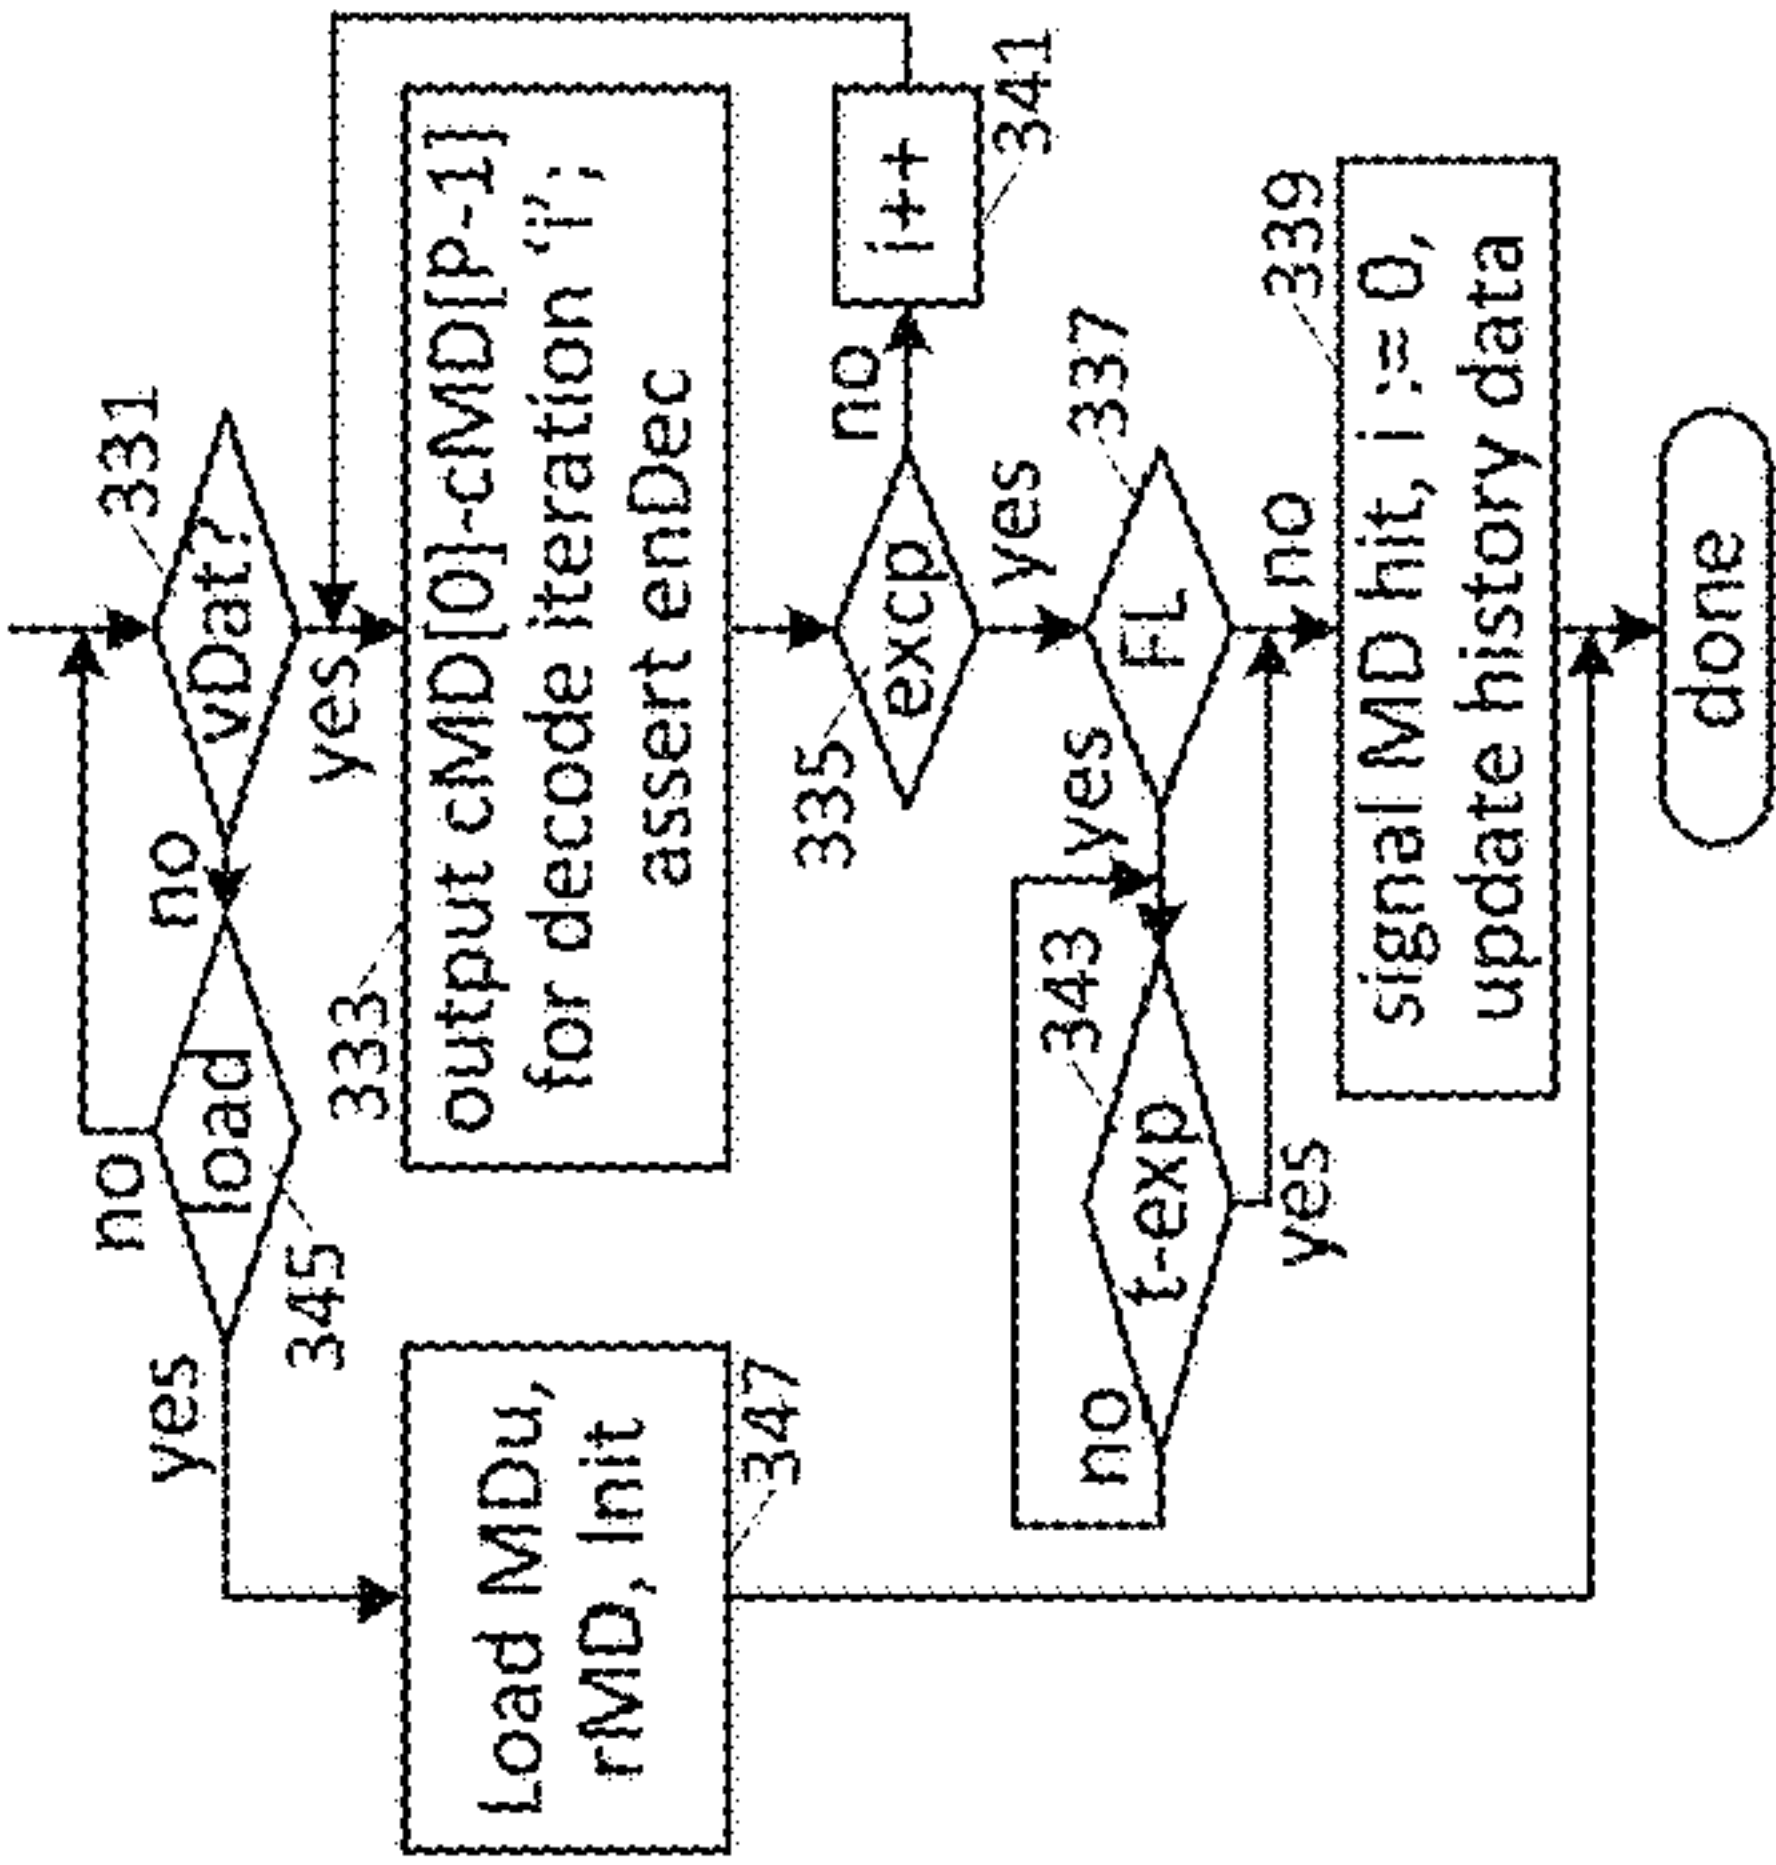 331
vDat?
no
yes
load
no
yes
345
333
output cMD[0]-cMD[P-1]
for decode iteration "i";
assert enDec
Load MDu,
rMD, Init
347
335
excp
no
i++
341
yes
337
FL
yes
no
343
t-exp
no
yes
339
signal MD hit, i := 0,
update history data
done